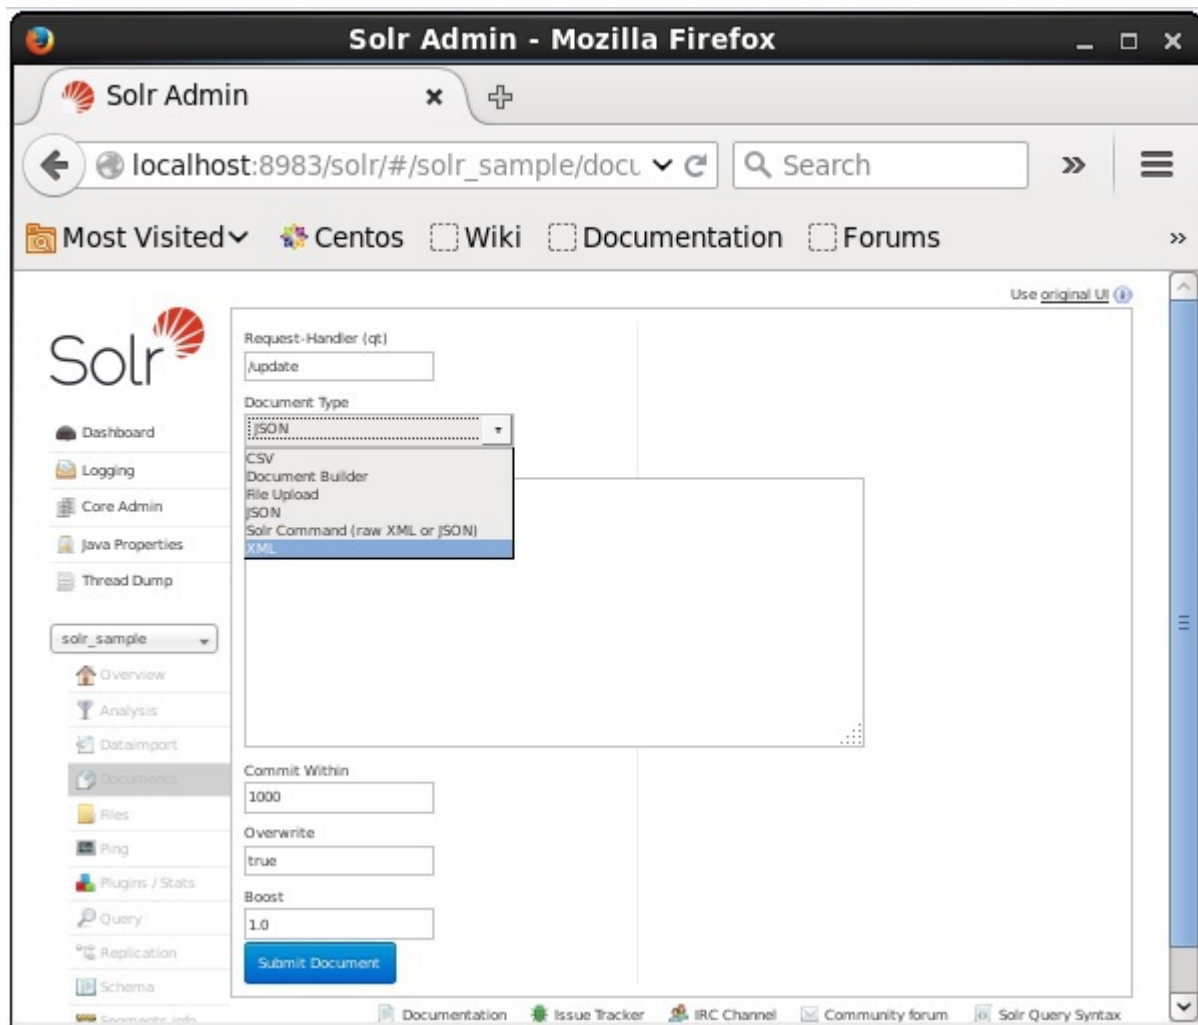 Solr Admin - Mozilla Firefox
Solr Admin
localhost:8983/solr/#/solr_sample/docu
Search
Most Visited
Centos
Wiki
Documentation
Forums
Use original UI
Solr
Dashboard
Logging
Core Admin
Java Properties
Thread Dump
solr_sample
Overview
Analysis
Dataimport
Documents
Files
Ping
Plugins / Stats
Query
Replication
Schema
Segments info
Request-Handler (qt)
/update
Document Type
JSON
CSV
Document Builder
File Upload
JSON
Solr Command (raw XML or JSON)
XML
Commit Within
1000
Overwrite
true
Boost
1.0
Submit Document
Documentation
Issue Tracker
IRC Channel
Community forum
Solr Query Syntax